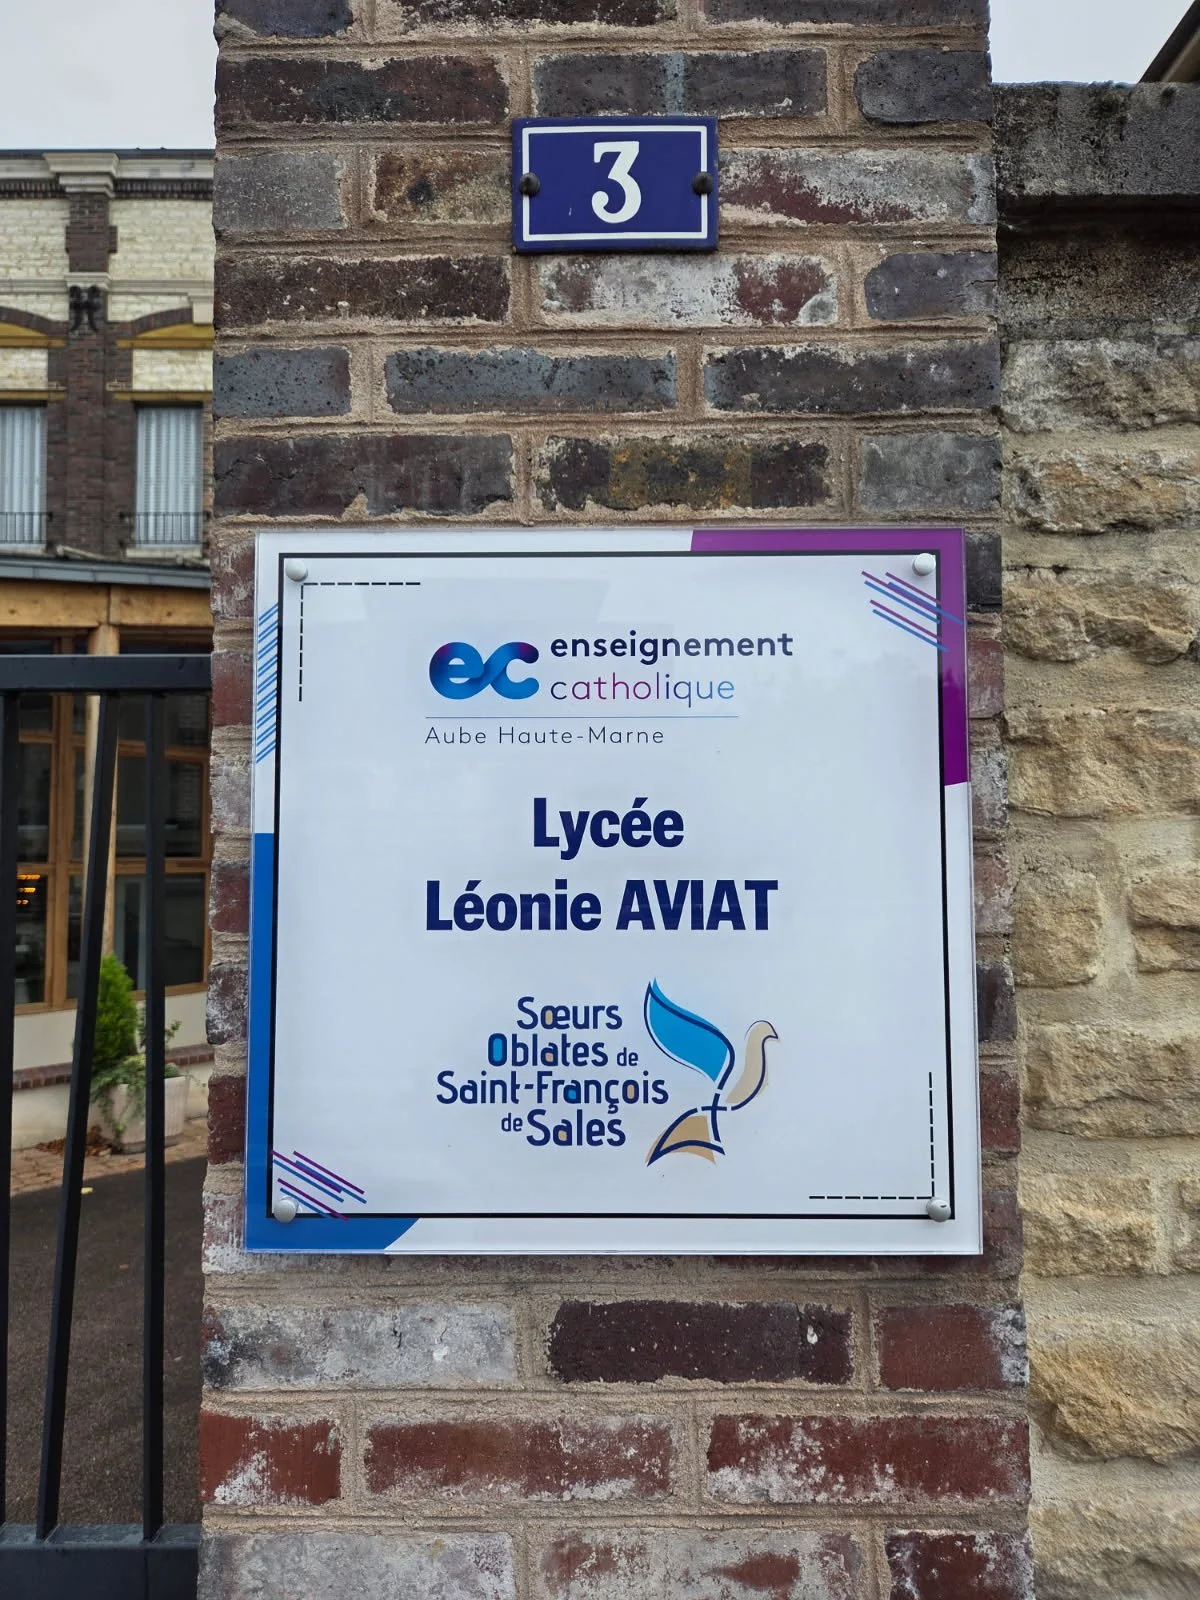 3
ec enseignement
catholique
Aube Haute-Marne
Lycée
Léonie AVIAT
Sœurs
Oblates de
Saint-François
de Sales